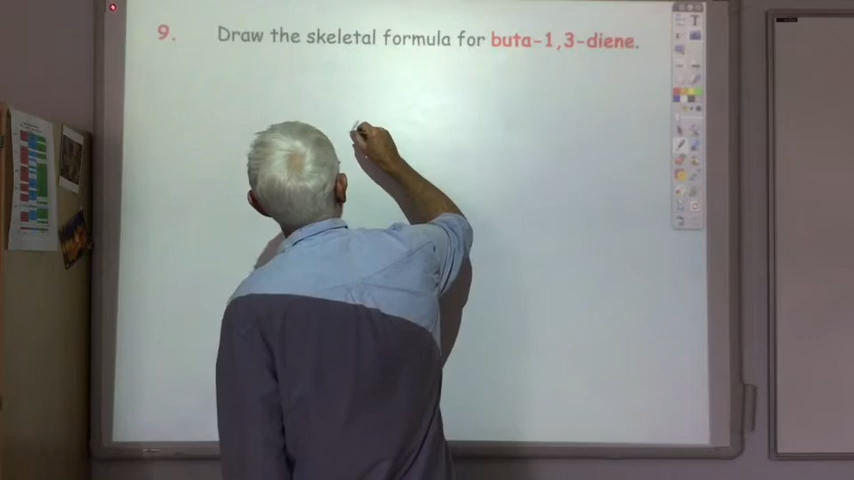 9. Draw the skeletal formula for buta-1,3-diene.